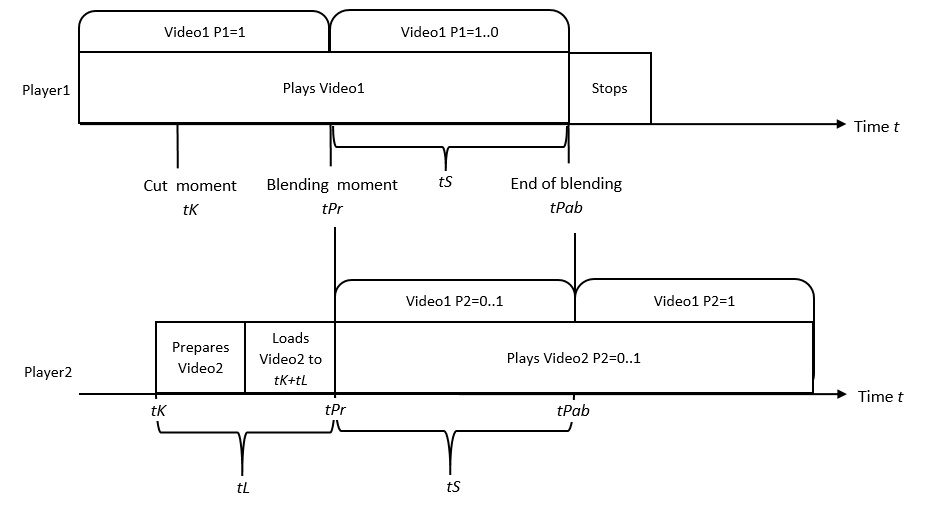 Video1 P1=1
Video1 P1=1..0
Player1
Plays Video1
Stops
Time t
Cut moment
tK
Blending moment
tPr
tS
End of blending
tPab
Video1 P2=0..1
Video1 P2=1
Player2
Prepares
Video2
Loads
Video2 to
tK+tL
Plays Video2 P2=0..1
Time t
tK
tPr
tPab
tL
tS